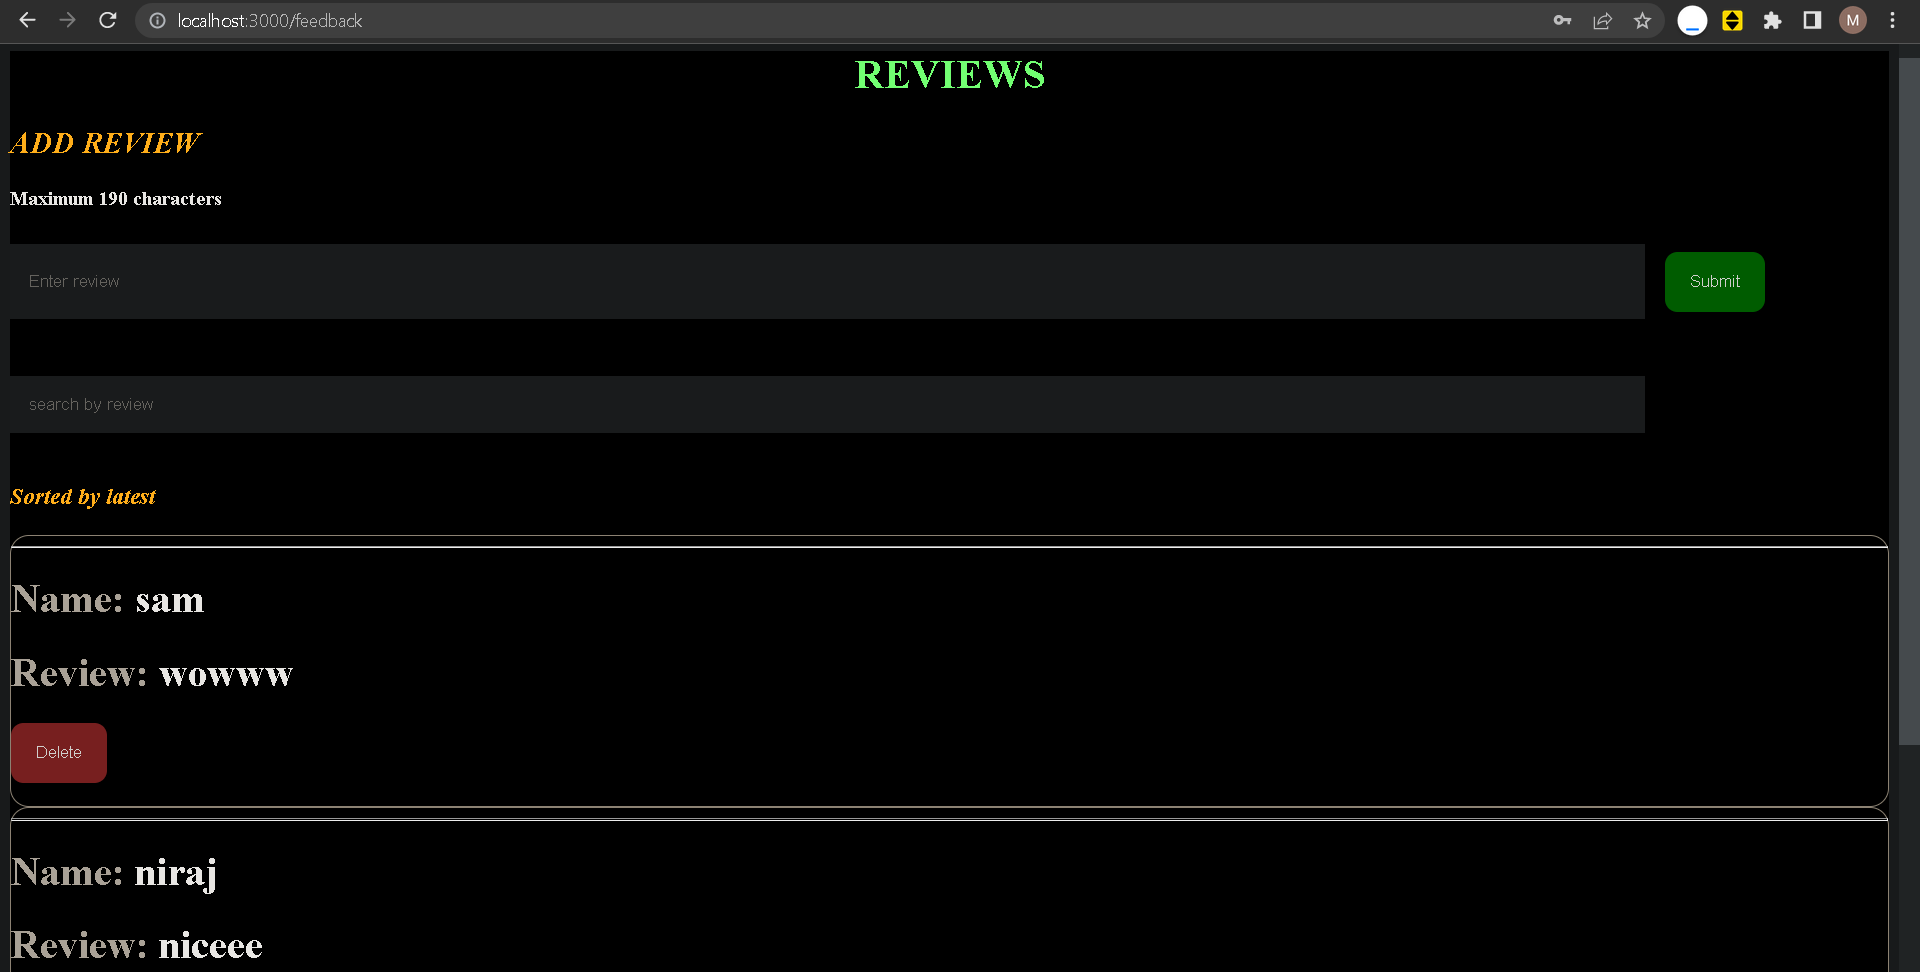 localhost:3000/feedback
M
REVIEWS
ADD REVIEW
Maximum 190 characters
Enter review
Submit
search by review
Sorted by latest
Name: sam
Review: wowww
Delete
Name: niraj
Review: niceee